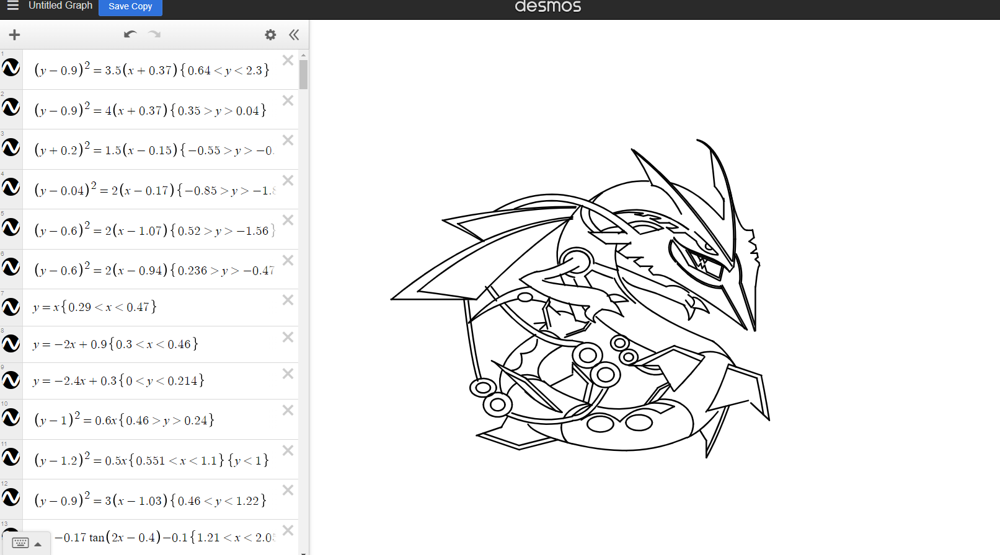 Untitled Graph Save Copy desmos
1 (y − 0.9)² = 3.5(x + 0.37){0.64 < y < 2.3}
2 (y − 0.9)² = 4(x + 0.37){0.35 > y > 0.04}
3 (y + 0.2)² = 1.5(x − 0.15){−0.55 > y > −0.
4 (y − 0.04)² = 2(x − 0.17){−0.85 > y > −1.8
5 (y − 0.6)² = 2(x − 1.07){0.52 > y > −1.56}
6 (y − 0.6)² = 2(x − 0.94){0.236 > y > −0.47
7 y = x{0.29 < x < 0.47}
8 y = −2x + 0.9{0.3 < x < 0.46}
9 y = −2.4x + 0.3{0 < y < 0.214}
10 (y − 1)² = 0.6x{0.46 > y > 0.24}
11 (y − 1.2)² = 0.5x{0.551 < x < 1.1}{y < 1}
12 (y − 0.9)² = 3(x − 1.03){0.46 < y < 1.22}
13 −0.17 tan(2x − 0.4)−0.1{1.21 < x < 2.05